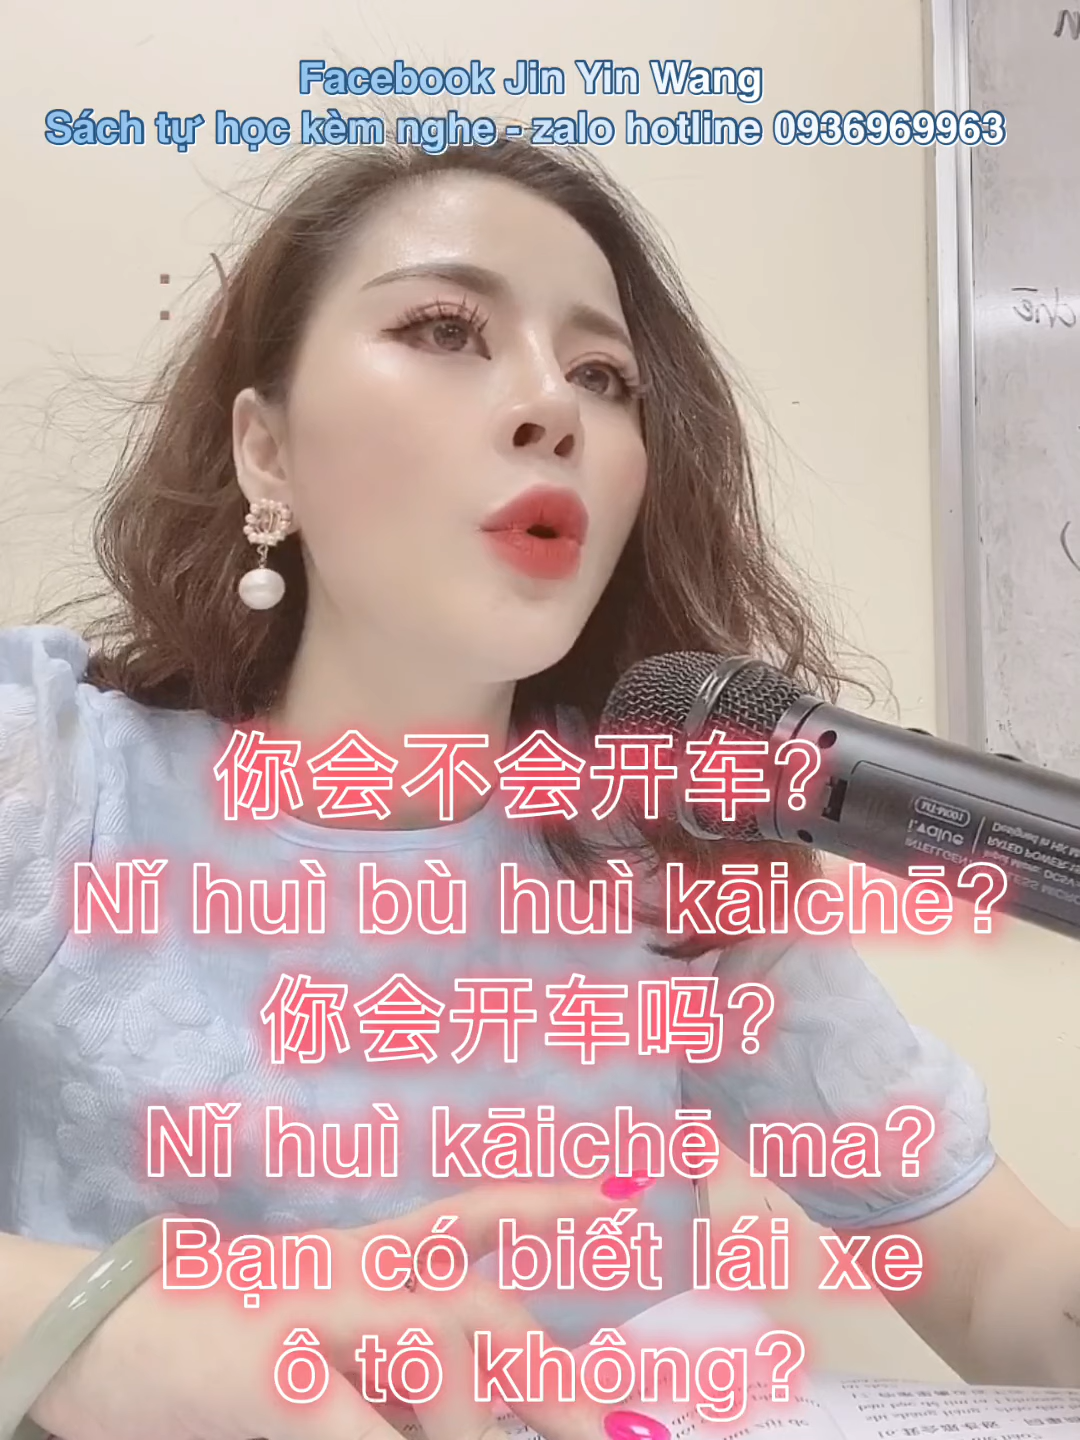 Facebook Jin Yin Wang
Sách tự học kèm nghe - zalo hotline 0936969963
你会不会开车?
Nǐ huì bù huì kāichē?
你会开车吗?
Nǐ huì kāichē ma?
Bạn có biết lái xe
ô tô không?